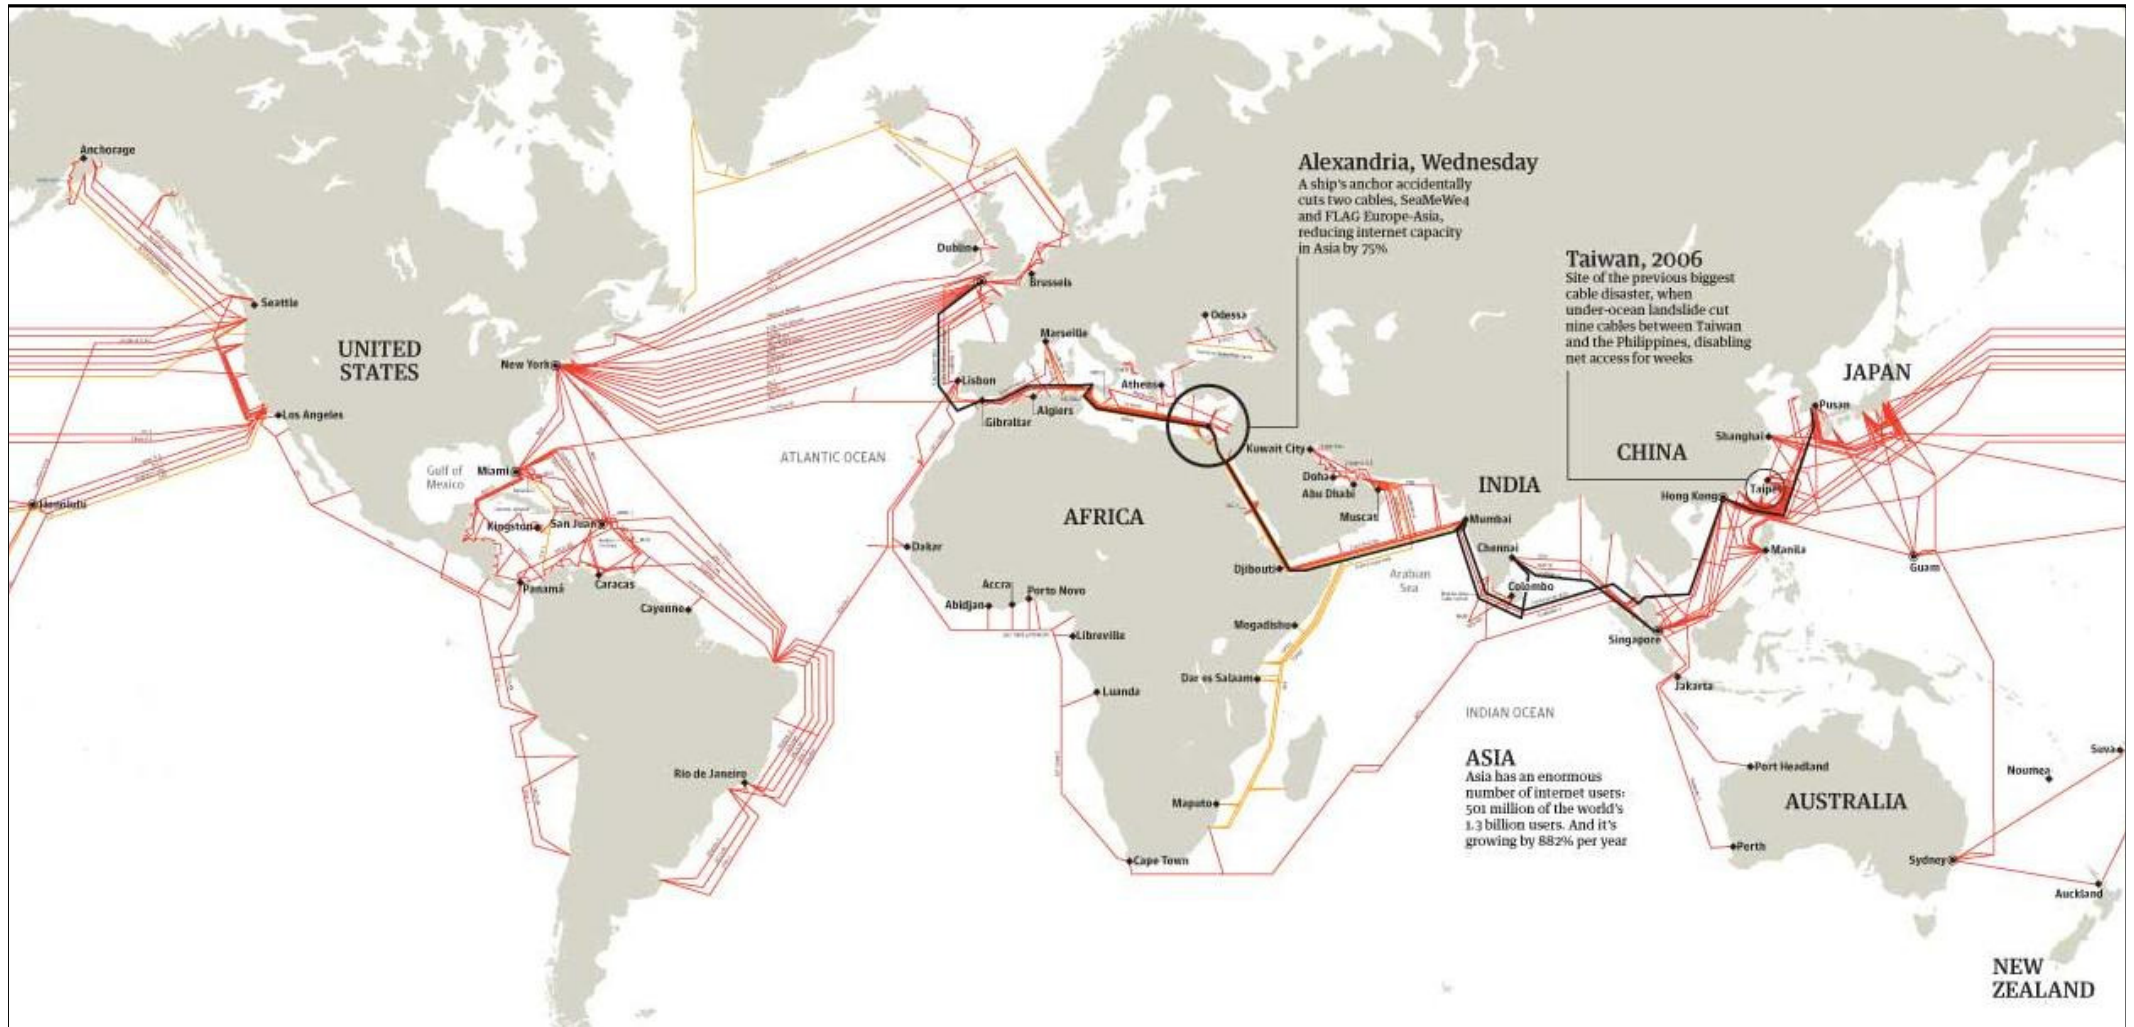 Anchorage
Seattle
UNITED
STATES
Los Angeles
Honolulu
New York
Gulf of
Mexico
Miami
Kingston
San Juan
Panamá
Caracas
Cayenne
Rio de Janeiro
ATLANTIC OCEAN
Dublin
Brussels
Marseille
Odessa
Lisbon
Athens
Gibraltar
Algiers
Alexandria, Wednesday
A ship's anchor accidentally
cuts two cables, SeaMeWe4
and FLAG Europe-Asia,
reducing internet capacity
in Asia by 75%
Taiwan, 2006
Site of the previous biggest
cable disaster, when
under-ocean landslide cut
nine cables between Taiwan
and the Philippines, disabling
net access for weeks
JAPAN
Pusan
Shanghai
CHINA
Taipei
Hong Kong
Kuwait City
Doha
Abu Dhabi
Muscat
INDIA
Mumbai
Chennai
Colombo
AFRICA
Dakar
Accra
Porto Novo
Abidjan
Libreville
Djibouti
Arabian
Sea
Mogadisho
Dar es Salaam
Luanda
Maputo
Cape Town
Manila
Guam
Singapore
Jakarta
INDIAN OCEAN
ASIA
Asia has an enormous
number of internet users:
501 million of the world's
1.3 billion users. And it's
growing by 882% per year
Port Headland
AUSTRALIA
Perth
Sydney
Noumea
Suva
Auckland
NEW
ZEALAND